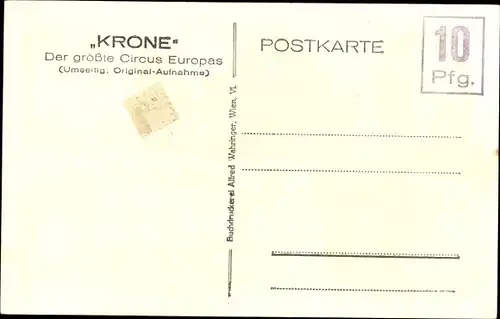 „KRONE“
Der größte Circus Europas
(Umseitig: Original-Aufnahme)
POSTKARTE
10
Pfg.
Buchdruckerei Alfred Wahringer, Wien, VI.